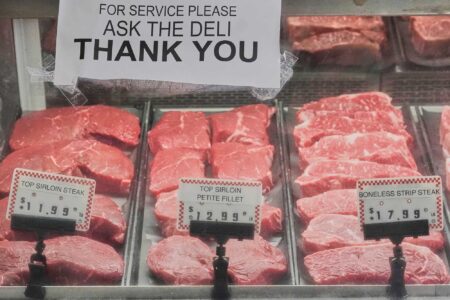 FOR SERVICE PLEASE
ASK THE DELI
THANK YOU
TOP SIRLOIN STEAK
$11.99
TOP SIRLOIN
PETITE FILLET
$12.99
BONELESS STRIP STEAK
$17.99